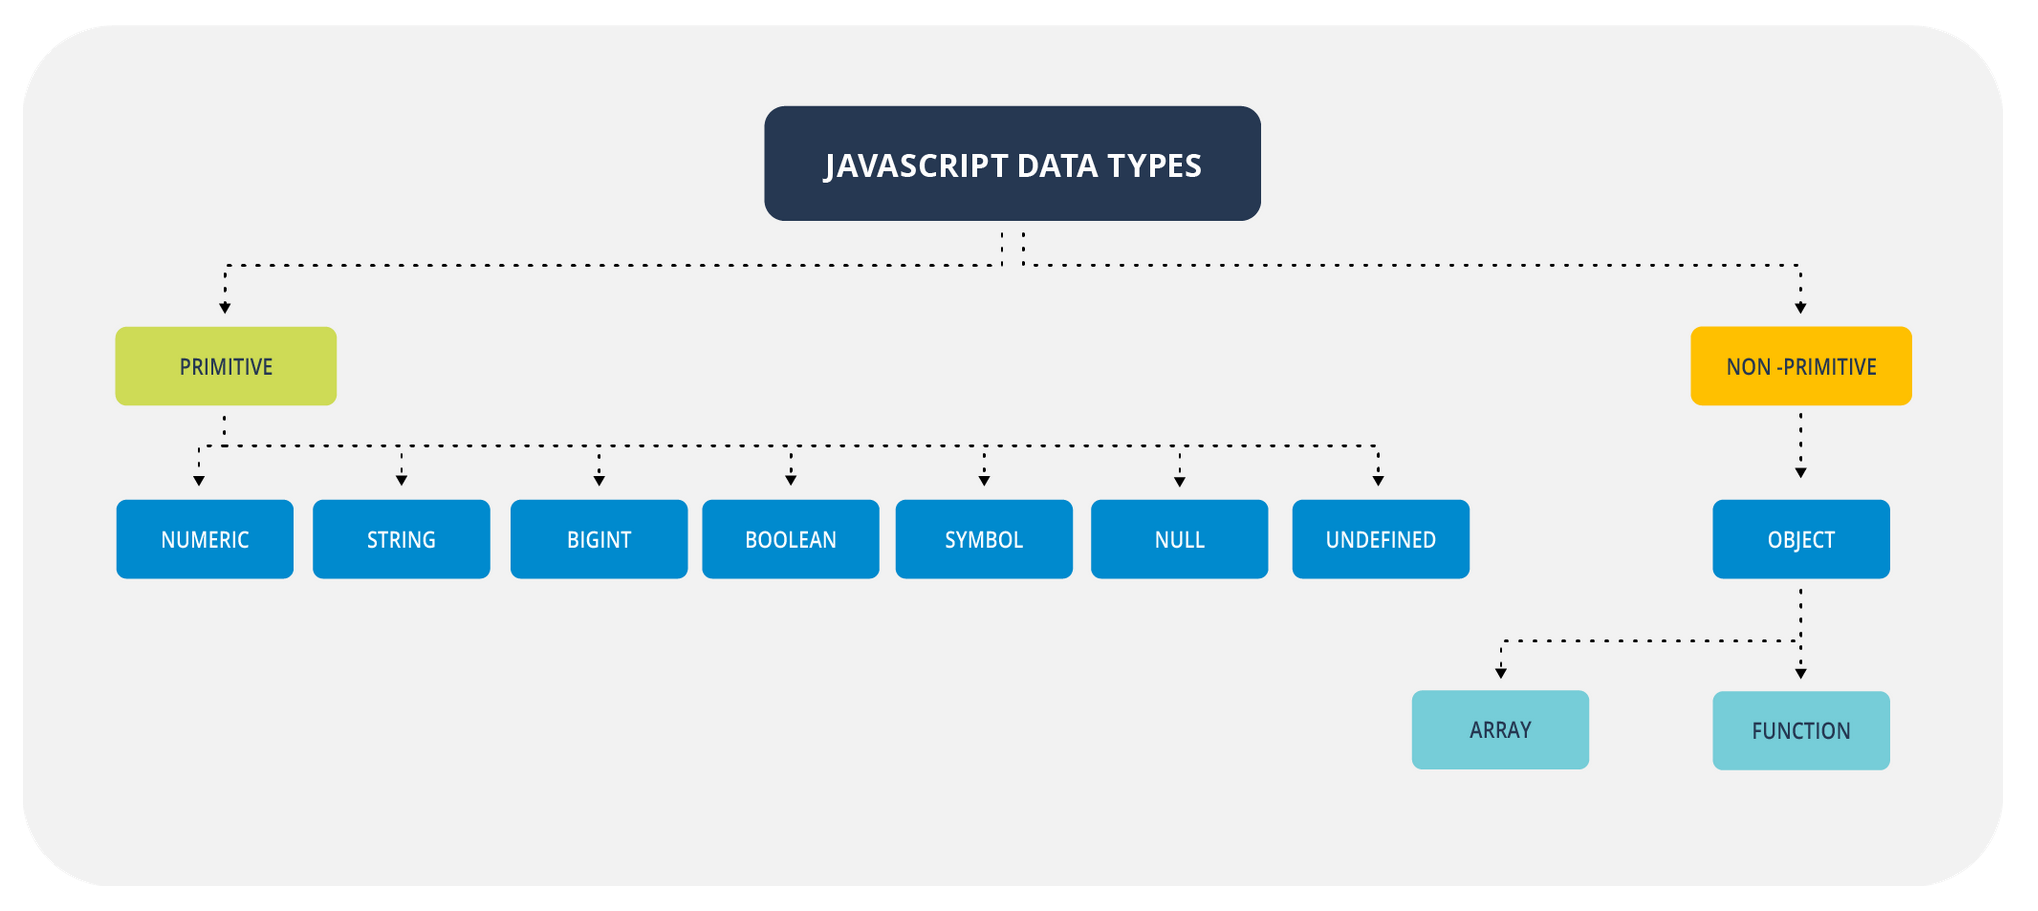 JAVASCRIPT DATA TYPES
PRIMITIVE
NON -PRIMITIVE
NUMERIC
STRING
BIGINT
BOOLEAN
SYMBOL
NULL
UNDEFINED
OBJECT
ARRAY
FUNCTION